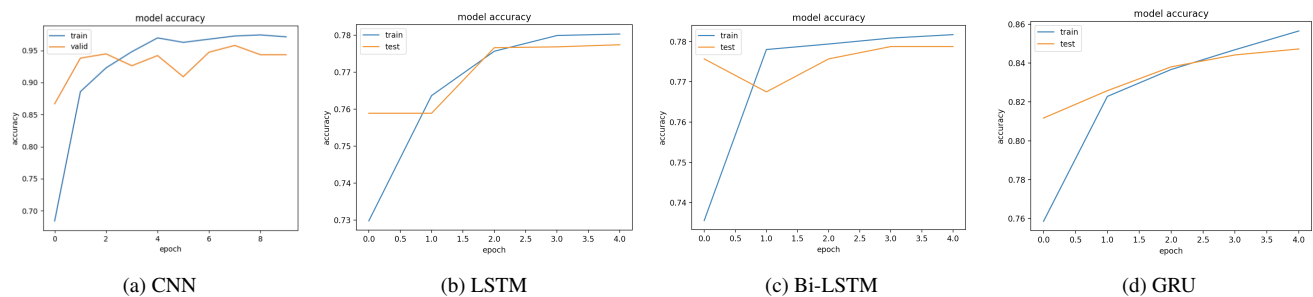 model accuracy
train
valid
0.95
0.90
0.85
0.80
0.75
0.70
accuracy
0
2
4
6
8
epoch
(a) CNN
model accuracy
train
test
0.78
0.77
0.76
0.75
0.74
0.73
accuracy
0.0
0.5
1.0
1.5
2.0
2.5
3.0
3.5
4.0
epoch
(b) LSTM
model accuracy
train
test
0.78
0.77
0.76
0.75
0.74
accuracy
0.0
0.5
1.0
1.5
2.0
2.5
3.0
3.5
4.0
epoch
(c) Bi-LSTM
model accuracy
train
test
0.86
0.84
0.82
0.80
0.78
0.76
accuracy
0.0
0.5
1.0
1.5
2.0
2.5
3.0
3.5
4.0
epoch
(d) GRU